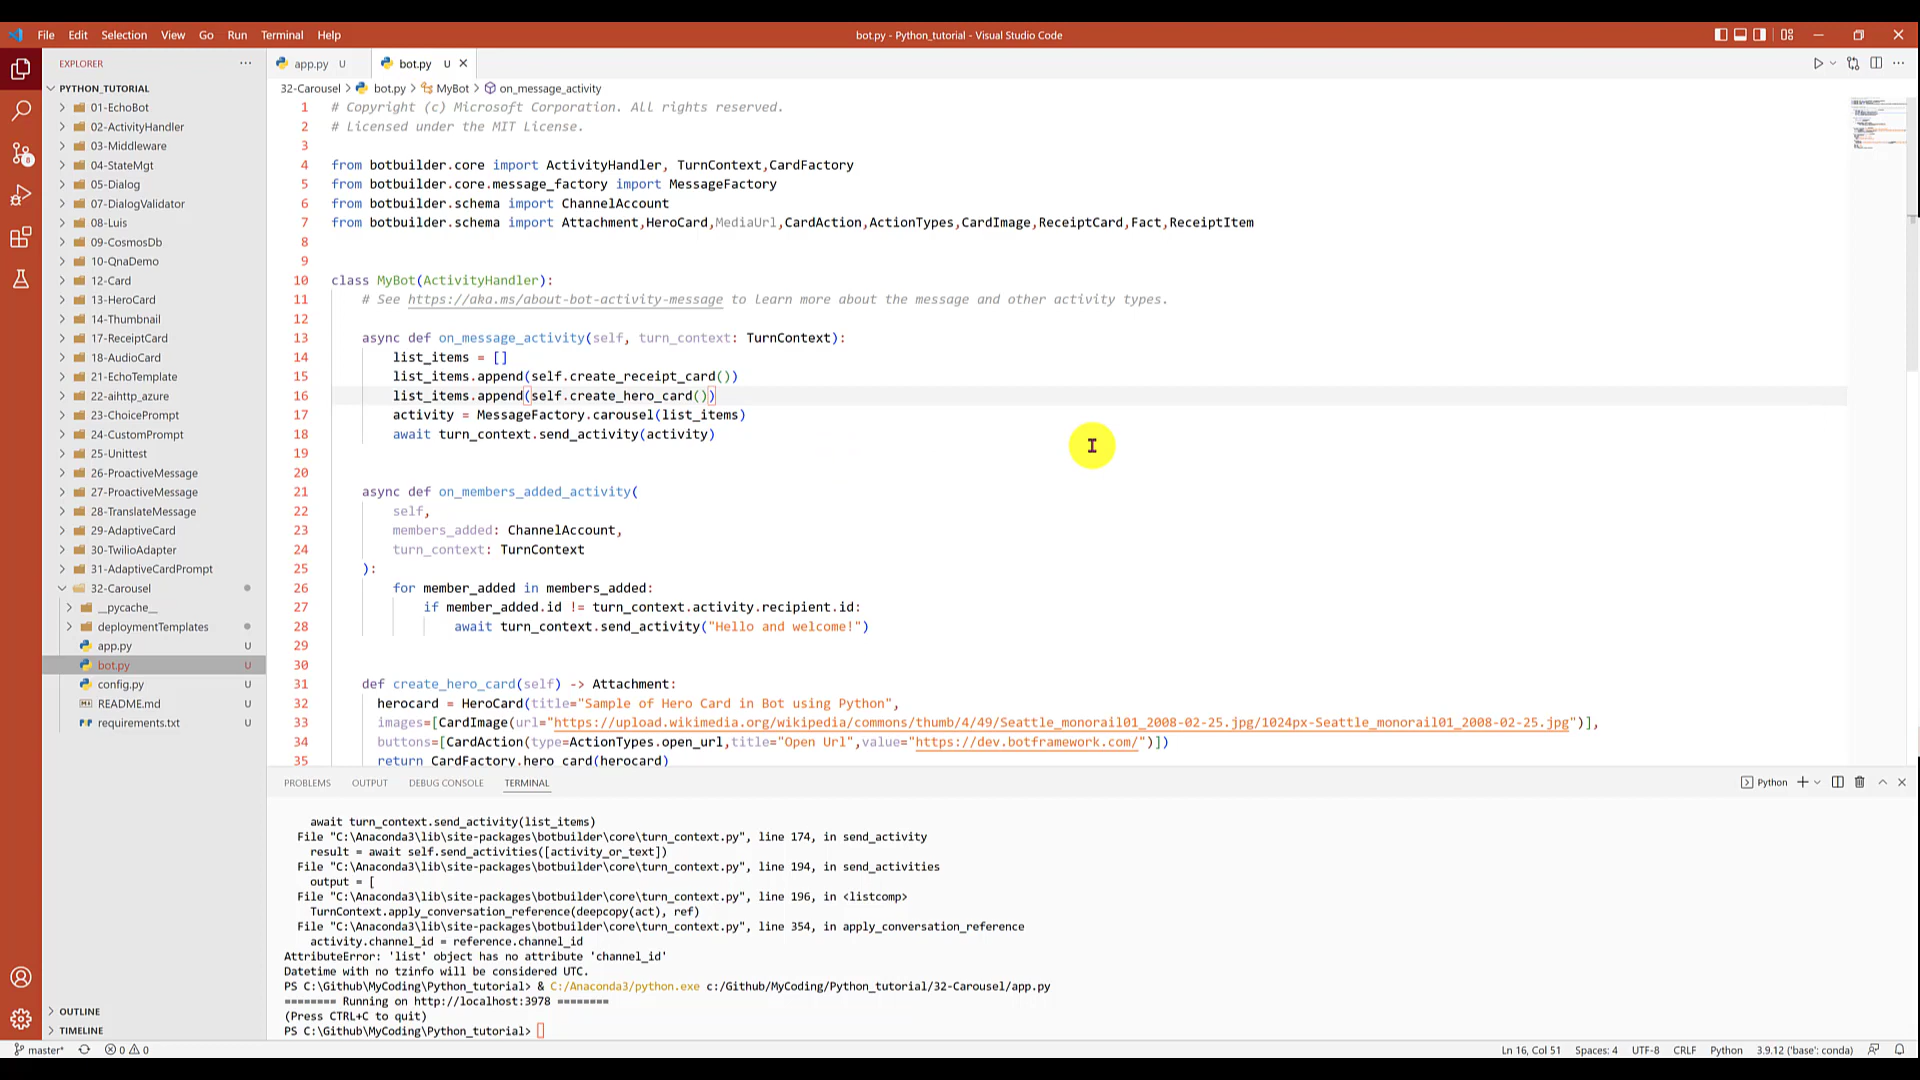 File Edit Selection View Go Run Terminal Help
bot.py - Python_tutorial - Visual Studio Code
EXPLORER
PYTHON_TUTORIAL
01-EchoBot
02-ActivityHandler
03-Middleware
04-StateMgt
05-Dialog
07-DialogValidator
08-Luis
09-CosmosDb
10-QnaDemo
12-Card
13-HeroCard
14-Thumbnail
17-ReceiptCard
18-AudioCard
21-EchoTemplate
22-aihttp_azure
23-ChoicePrompt
24-CustomPrompt
25-Unittest
26-ProactiveMessage
27-ProactiveMessage
28-TranslateMessage
29-AdaptiveCard
30-TwilioAdapter
31-AdaptiveCardPrompt
32-Carousel
__pycache__
deploymentTemplates
app.py U
bot.py U
config.py U
README.md U
requirements.txt U
OUTLINE
TIMELINE
app.py U bot.py U
32-Carousel > bot.py > MyBot > on_message_activity
1 # Copyright (c) Microsoft Corporation. All rights reserved.
2 # Licensed under the MIT License.
3
4 from botbuilder.core import ActivityHandler, TurnContext,CardFactory
5 from botbuilder.core.message_factory import MessageFactory
6 from botbuilder.schema import ChannelAccount
7 from botbuilder.schema import Attachment,HeroCard,MediaUrl,CardAction,ActionTypes,CardImage,ReceiptCard,Fact,ReceiptItem
8
9
10 class MyBot(ActivityHandler):
11 # See https://aka.ms/about-bot-activity-message to learn more about the message and other activity types.
12
13 async def on_message_activity(self, turn_context: TurnContext):
14 list_items = []
15 list_items.append(self.create_receipt_card())
16 list_items.append(self.create_hero_card())
17 activity = MessageFactory.carousel(list_items)
18 await turn_context.send_activity(activity)
19
20
21 async def on_members_added_activity(
22 self,
23 members_added: ChannelAccount,
24 turn_context: TurnContext
25 ):
26 for member_added in members_added:
27 if member_added.id != turn_context.activity.recipient.id:
28 await turn_context.send_activity("Hello and welcome!")
29
30
31 def create_hero_card(self) -> Attachment:
32 herocard = HeroCard(title="Sample of Hero Card in Bot using Python",
33 images=[CardImage(url="https://upload.wikimedia.org/wikipedia/commons/thumb/4/49/Seattle_monorail01_2008-02-25.jpg/1024px-Seattle_monorail01_2008-02-25.jpg")],
34 buttons=[CardAction(type=ActionTypes.open_url,title="Open Url",value="https://dev.botframework.com/")])
35 return CardFactory.hero_card(herocard)
PROBLEMS OUTPUT DEBUG CONSOLE TERMINAL
Python
await turn_context.send_activity(list_items)
File "C:\Anaconda3\lib\site-packages\botbuilder\core\turn_context.py", line 174, in send_activity
result = await self.send_activities([activity_or_text])
File "C:\Anaconda3\lib\site-packages\botbuilder\core\turn_context.py", line 194, in send_activities
output = [
File "C:\Anaconda3\lib\site-packages\botbuilder\core\turn_context.py", line 196, in <listcomp>
TurnContext.apply_conversation_reference(deepcopy(act), ref)
File "C:\Anaconda3\lib\site-packages\botbuilder\core\turn_context.py", line 354, in apply_conversation_reference
activity.channel_id = reference.channel_id
AttributeError: 'list' object has no attribute 'channel_id'
Datetime with no tzinfo will be considered UTC.
PS C:\Github\MyCoding\Python_tutorial> & C:/Anaconda3/python.exe c:/Github/MyCoding/Python_tutorial/32-Carousel/app.py
======== Running on http://localhost:3978 ========
(Press CTRL+C to quit)
PS C:\Github\MyCoding\Python_tutorial>
master* 0 0
Ln 16, Col 51 Spaces: 4 UTF-8 CRLF Python 3.9.12 ('base': conda)